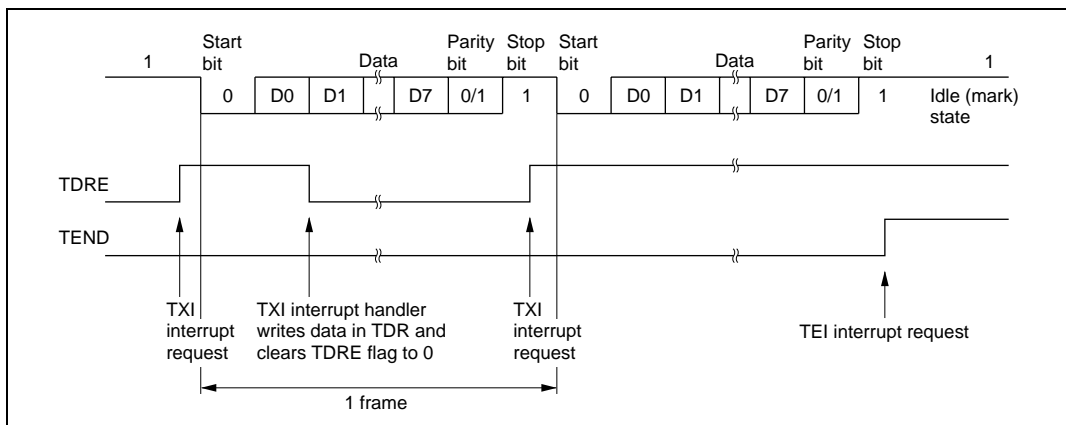 Start bit Data Parity bit Stop bit Start bit Data Parity bit Stop bit
1 1
0 D0 D1 D7 0/1 1 0 D0 D1 D7 0/1 1 Idle (mark) state
TDRE
TEND
TXI interrupt request
TXI interrupt handler
writes data in TDR and
clears TDRE flag to 0
TXI interrupt request
TEI interrupt request
1 frame